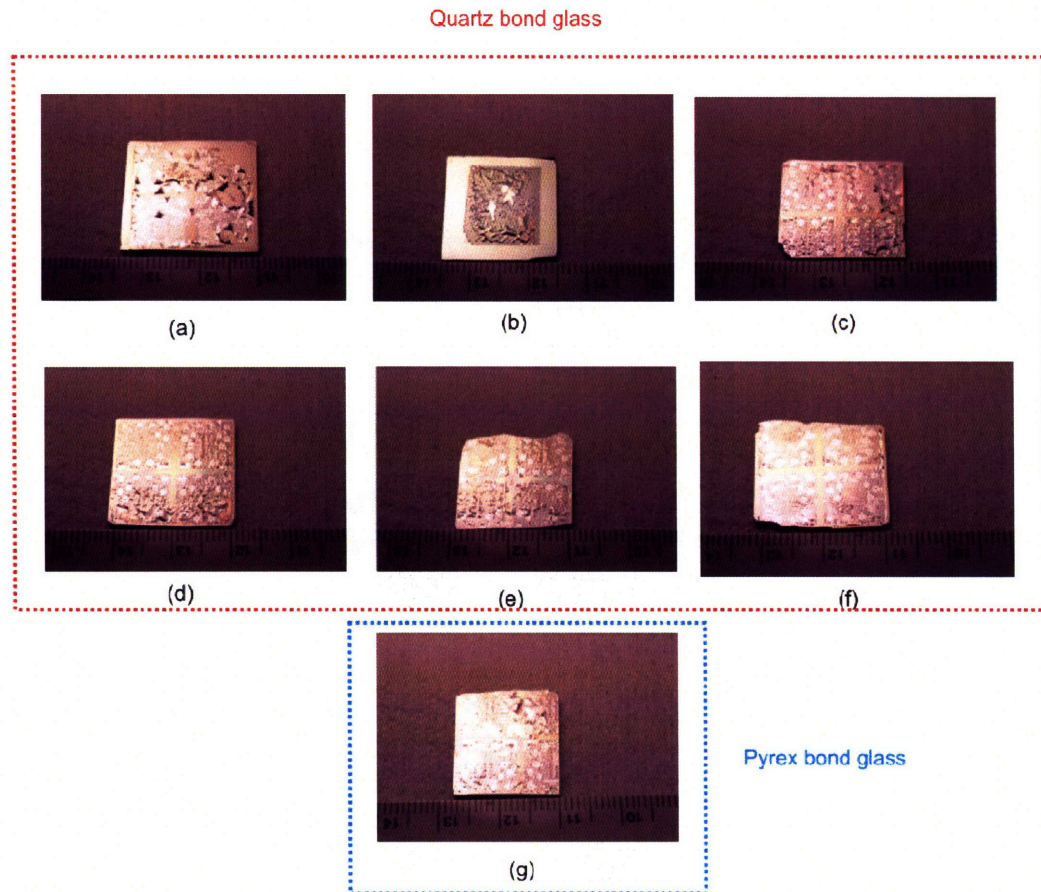 Quartz bond glass
(a)
(b)
(c)
(d)
(e)
(f)
Pyrex bond glass
(g)